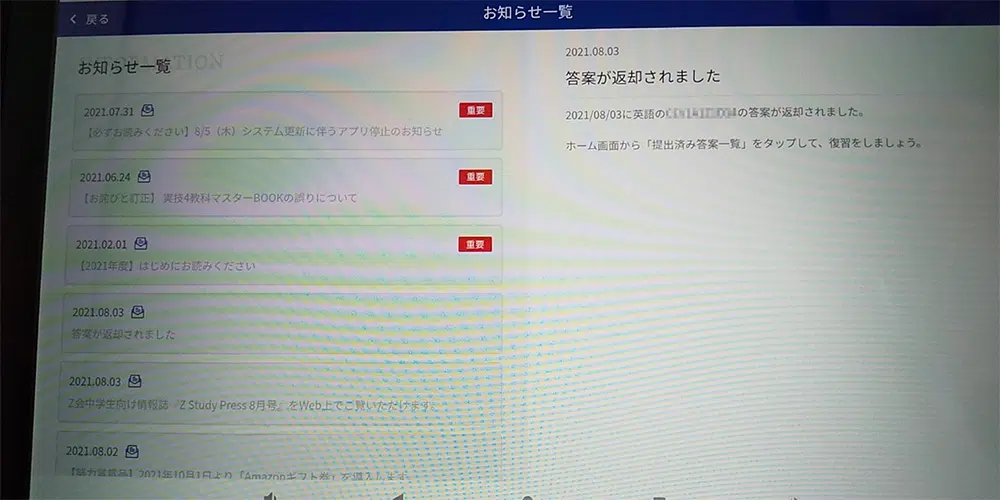 戻る
お知らせ一覧
お知らせ一覧
2021.07.31
重要
【必ずお読みください】8/5（木）システム更新に伴うアプリ停止のお知らせ
2021.06.24
重要
【お詫びと訂正】 実技4教科マスターBOOKの誤りについて
2021.02.01
重要
【2021年度】はじめにお読みください
2021.08.03
答案が返却されました
2021.08.03
Z会中学生向け情報誌『Z Study Press 8月号』をWeb上でご覧いただけます。
2021.08.02
【努力賞賞品】2021年10月1日より「Amazonギフト券」を導入します。
2021.08.03
答案が返却されました
2021/08/03に英語の の答案が返却されました。
ホーム画面から「提出済み答案一覧」をタップして、復習をしましょう。